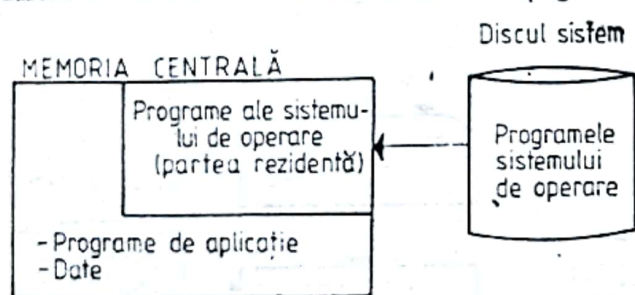 Discul sistem
MEMORIA CENTRALĂ
Programe ale sistemu-
lui de operare
(partea rezidentă)
Programele
sistemului
de operare
- Programe de aplicație
- Date